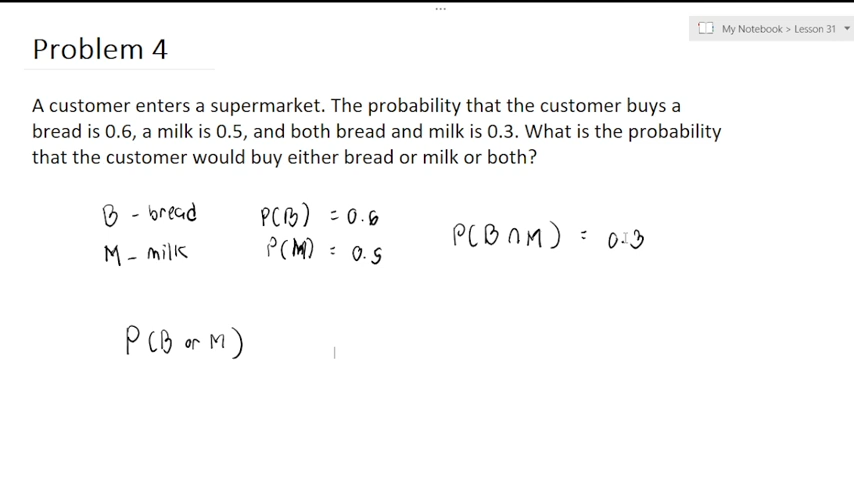 ...
My Notebook > Lesson 31
Problem 4
A customer enters a supermarket. The probability that the customer buys a
bread is 0.6, a milk is 0.5, and both bread and milk is 0.3. What is the probability
that the customer would buy either bread or milk or both?
B - bread P(B) = 0.6
M - milk P(M) = 0.5
P(B ∩ M) = 0.3
P(B or M)